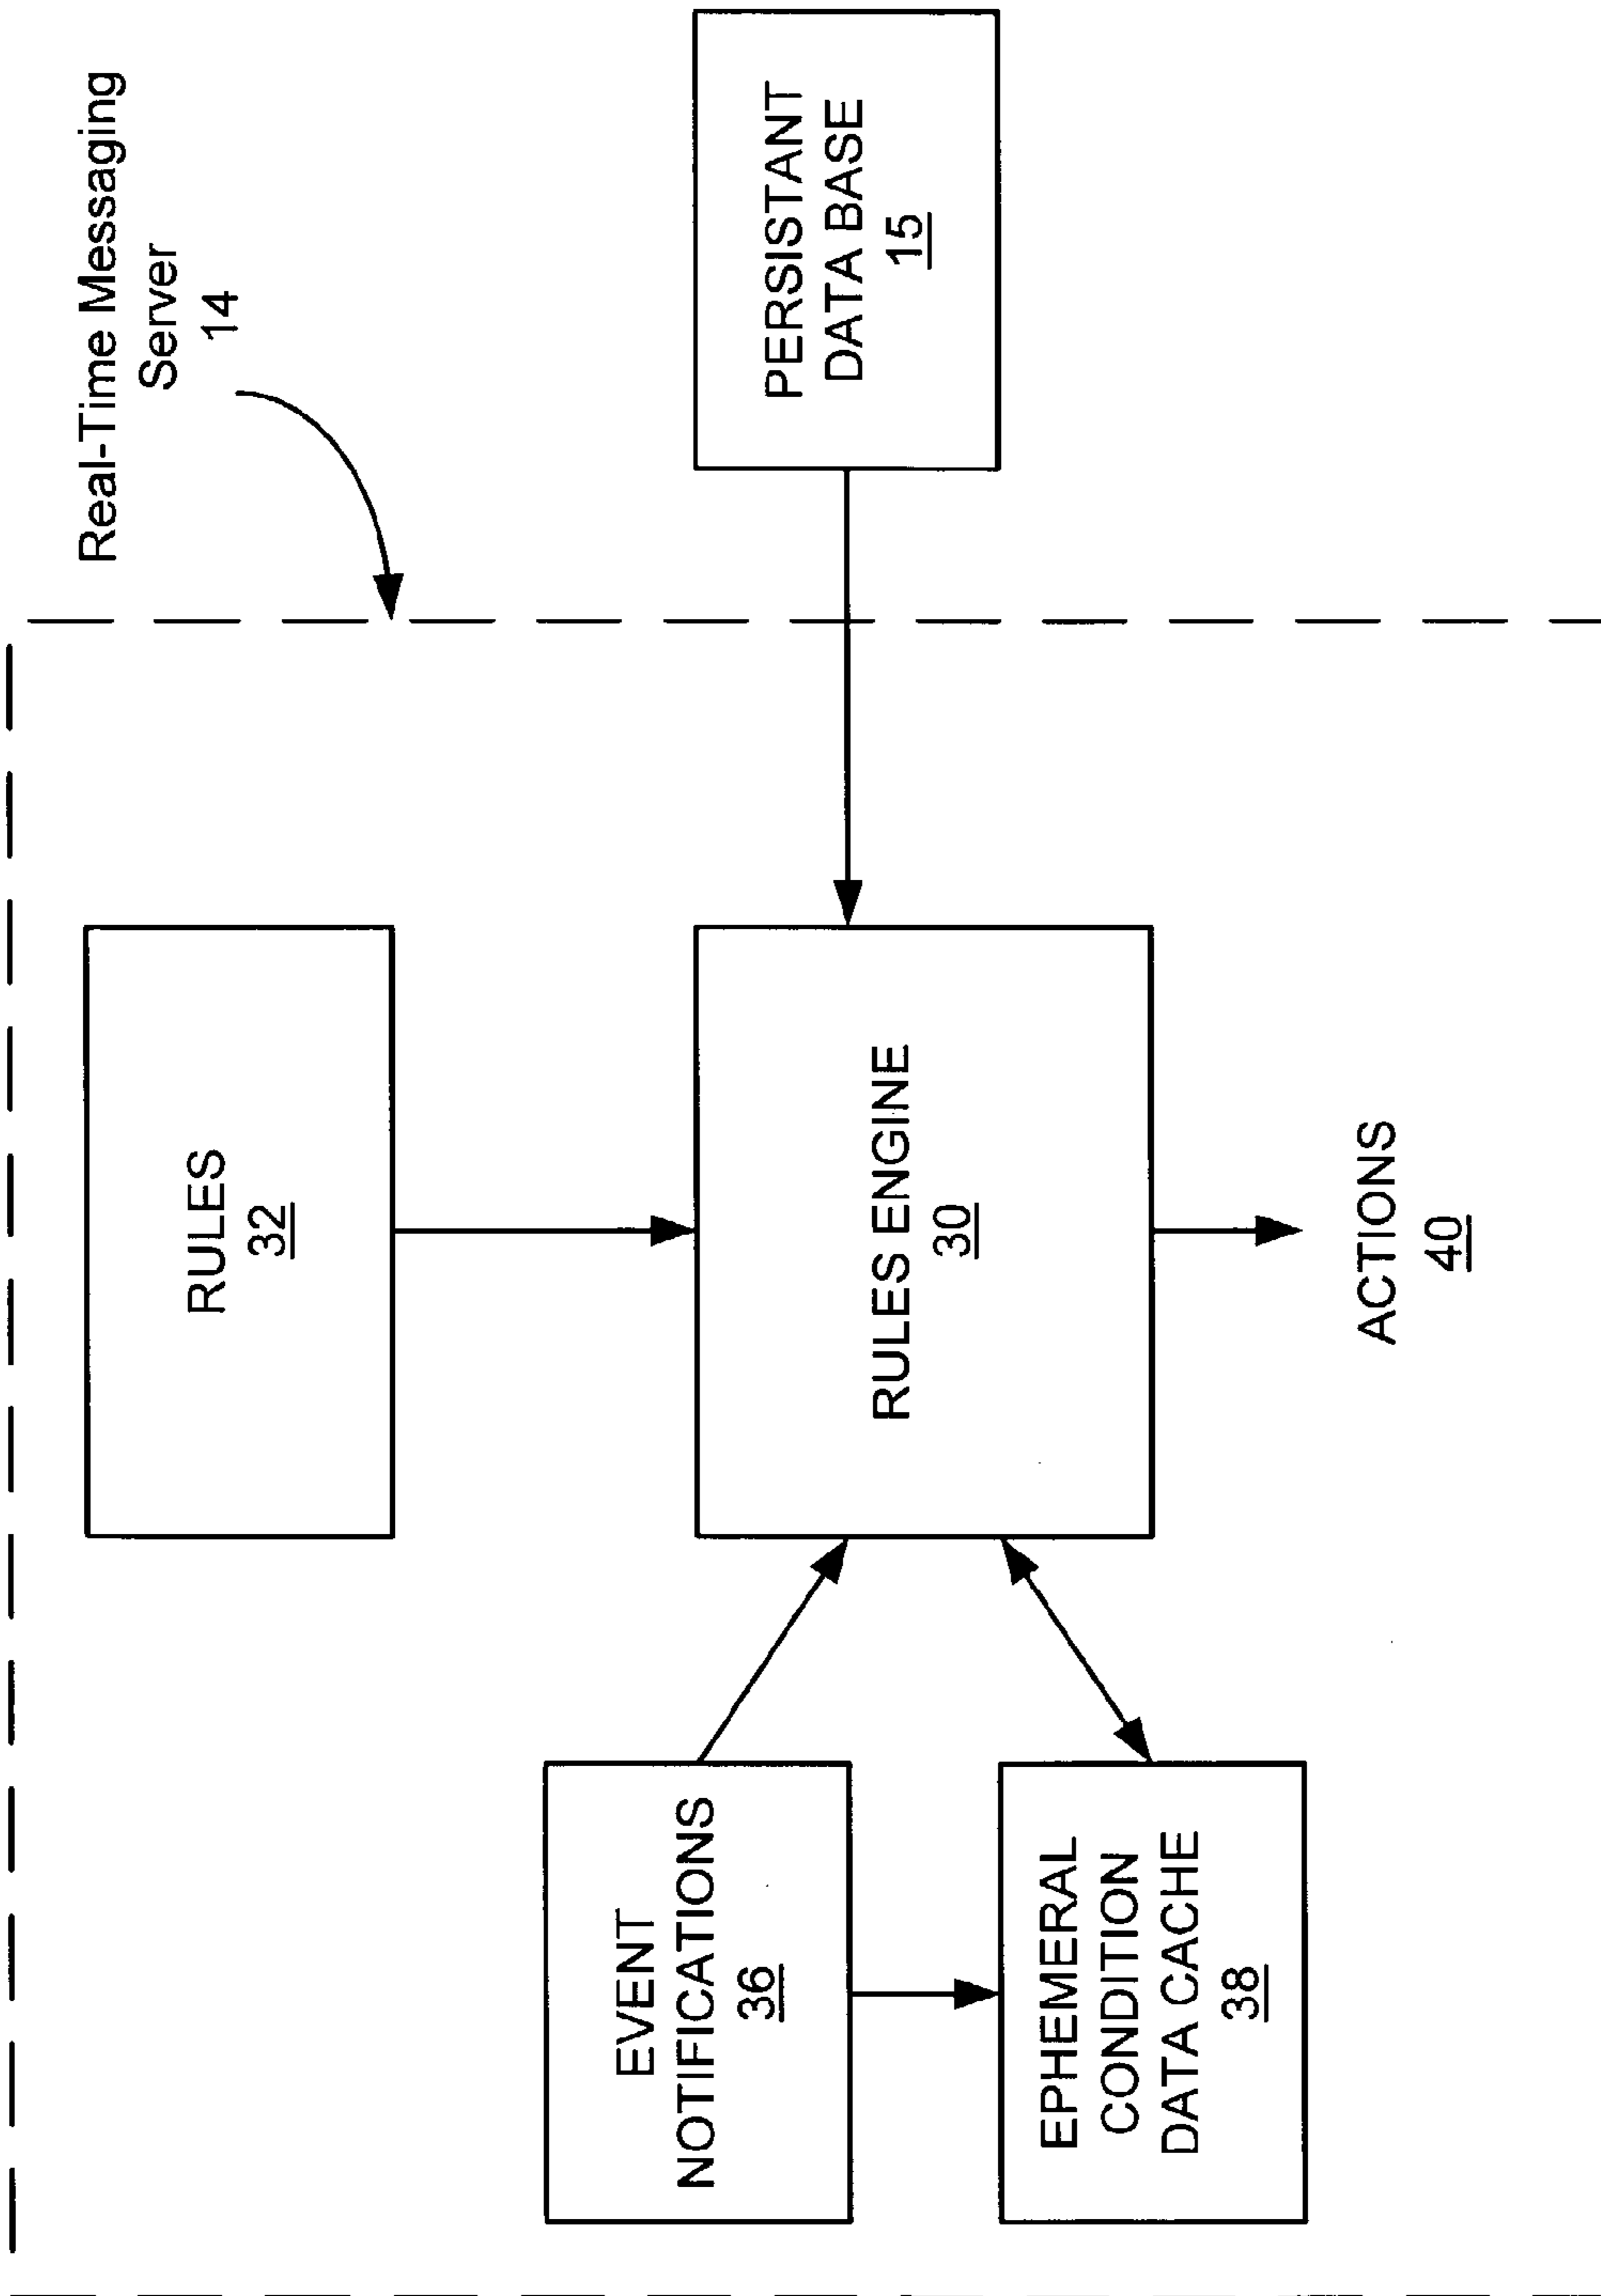 Real-Time Messaging
Server
14
RULES
32
PERSISTANT
DATA BASE
15
RULES ENGINE
30
EVENT
NOTIFICATIONS
36
EPHEMERAL
CONDITION
DATA CACHE
38
ACTIONS
40